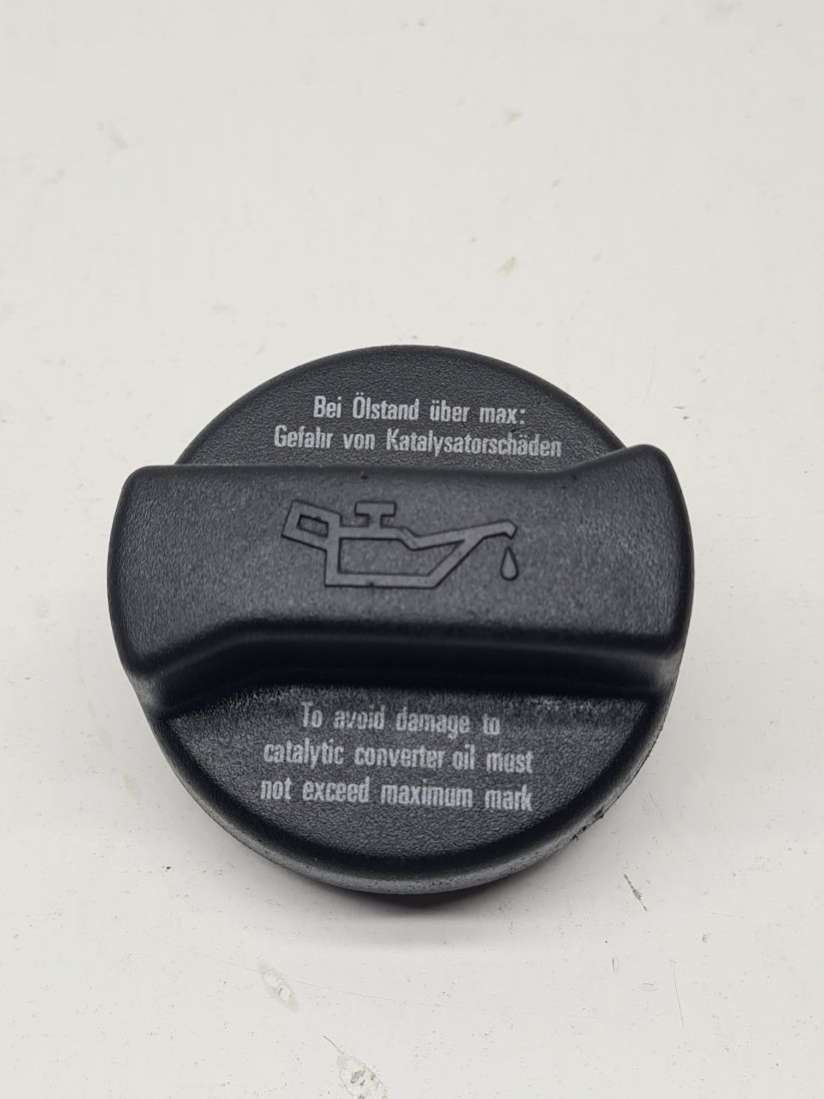 Bei Ölstand über max:
Gefahr von Katalysatorschäden
To avoid damage to
catalytic converter oil must
not exceed maximum mark